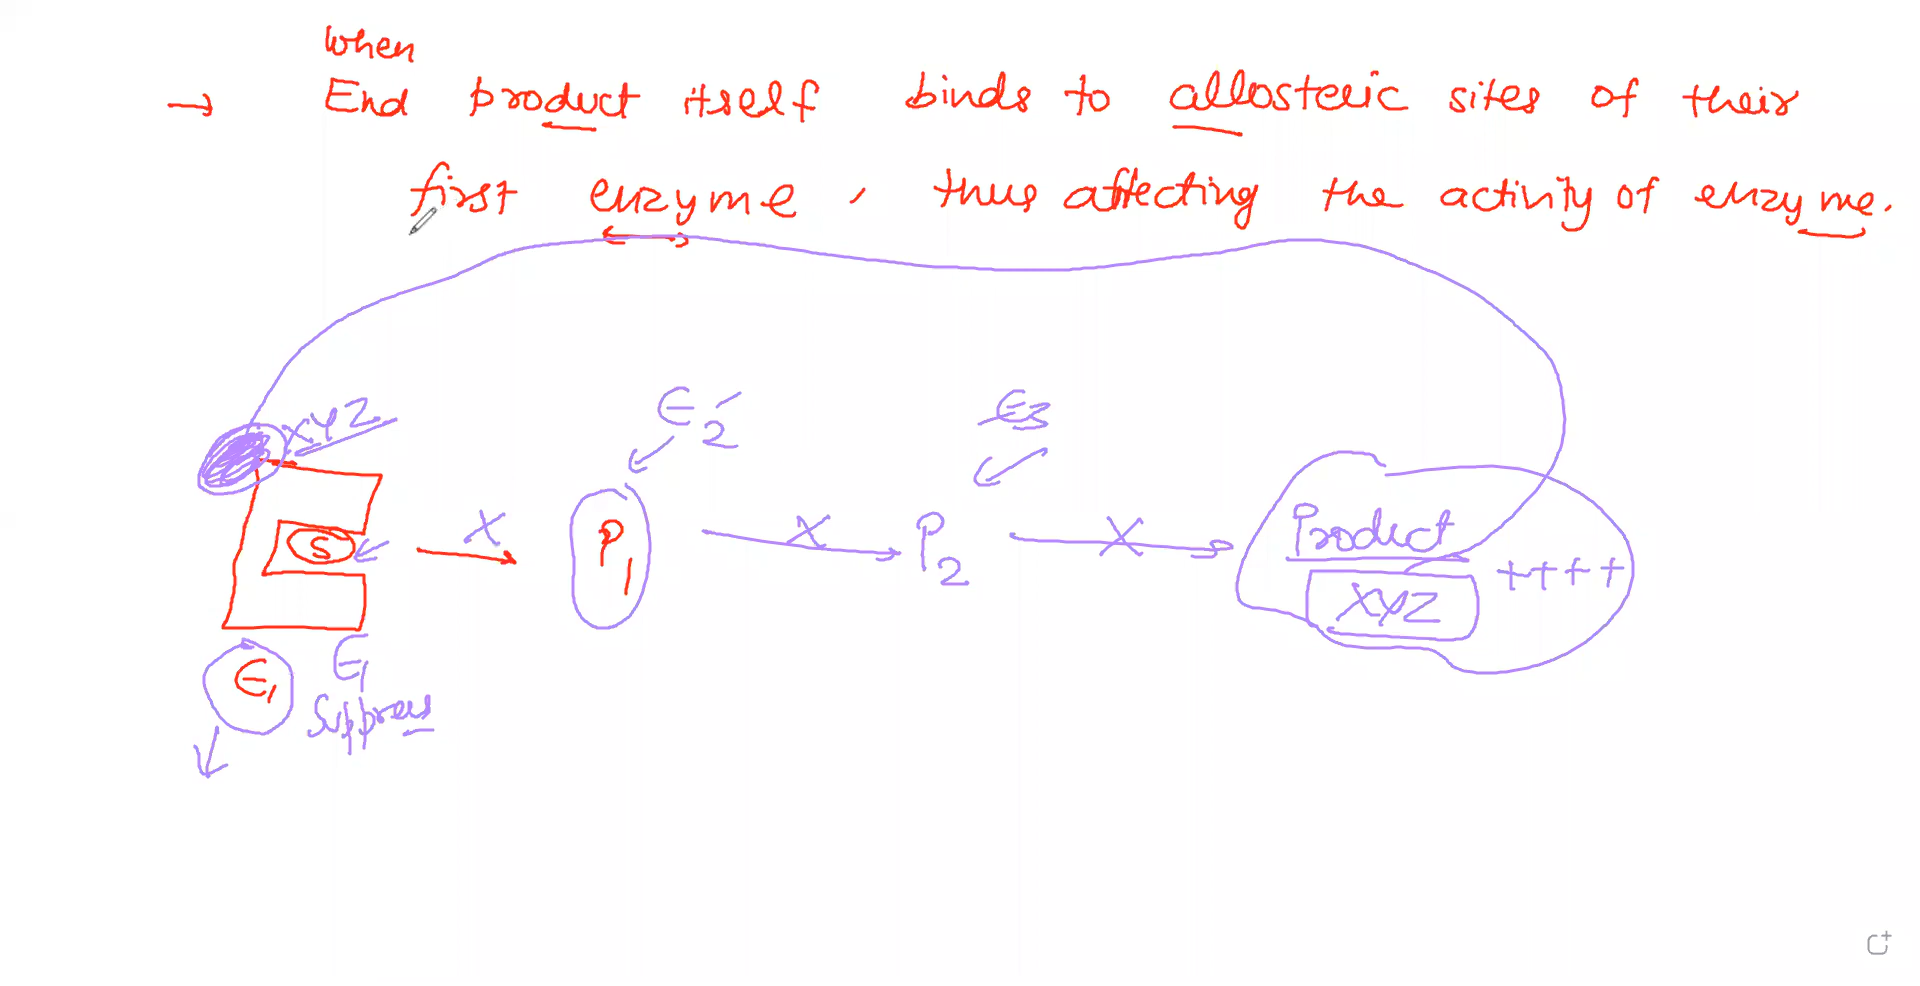 when
→ End product itself binds to allosteric sites of their
first enzyme, thus affecting the activity of enzyme.
XYZ
E2 E3
S X P1 X P2 X Product
XYZ ++++
E1 E1
Suppress